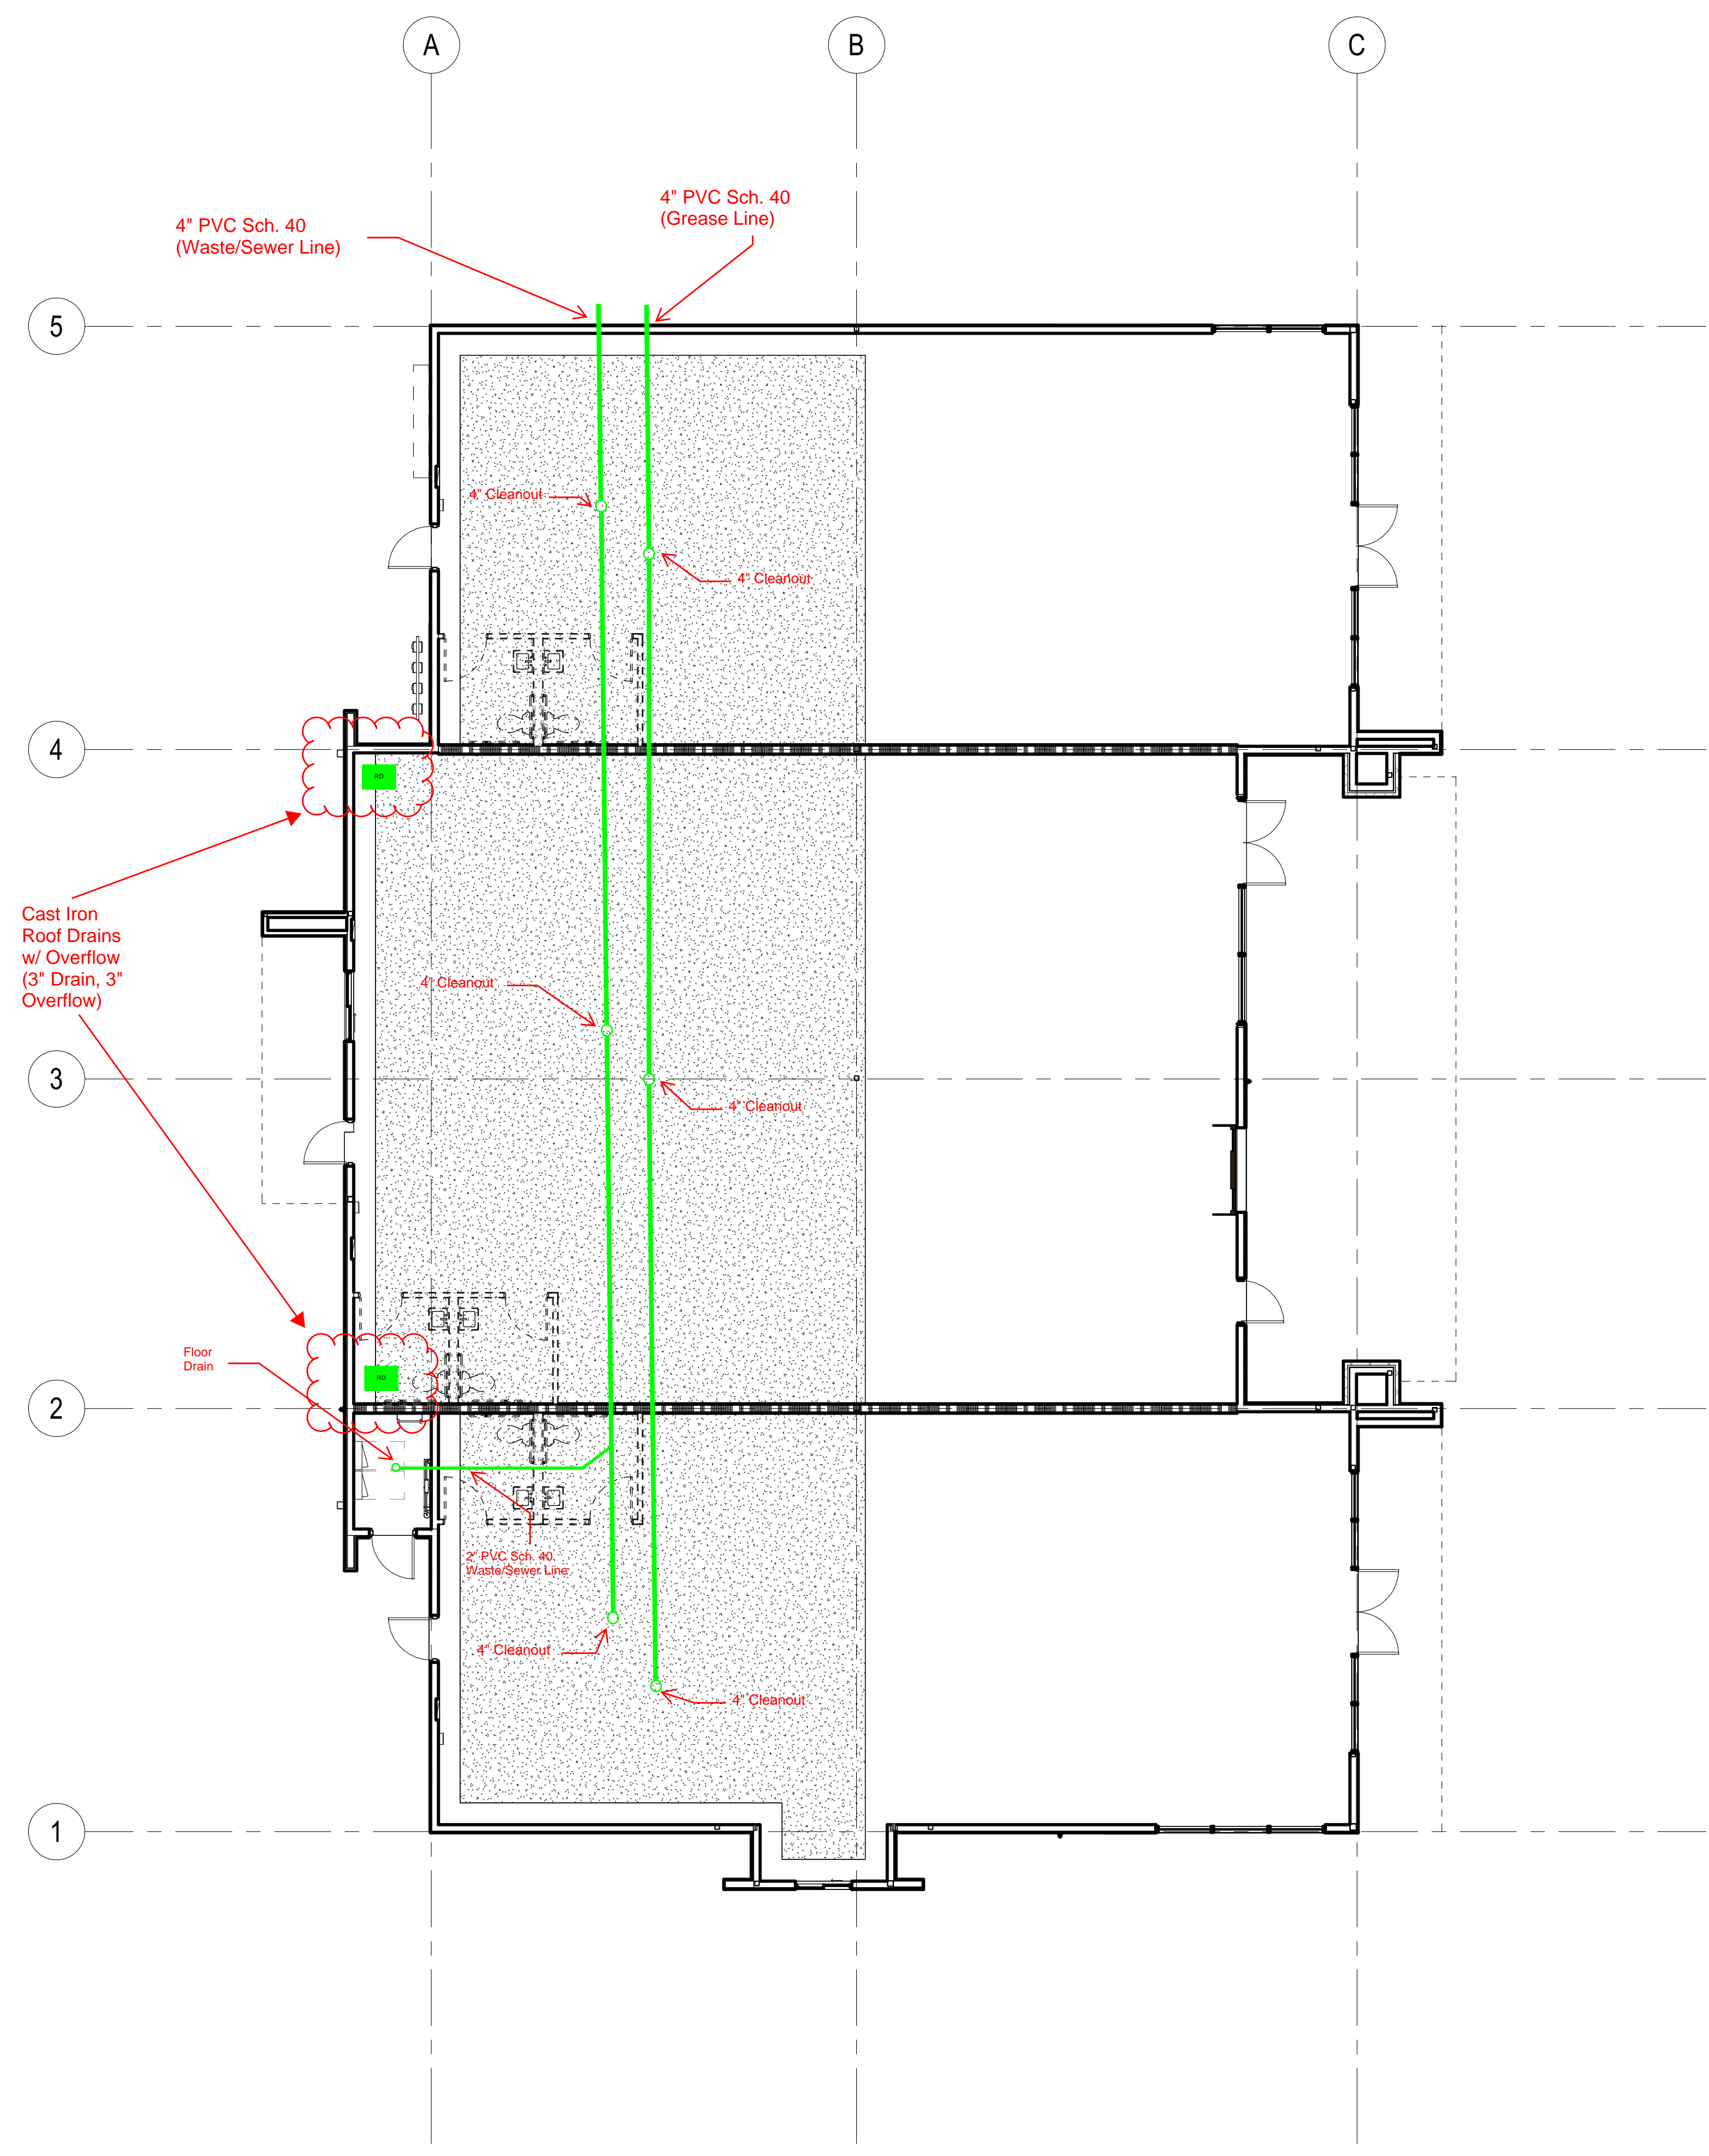 A
B
C
4" PVC Sch. 40
(Grease Line)
4" PVC Sch. 40
(Waste/Sewer Line)
5
4" Cleanout
4" Cleanout
4
RD
Cast Iron
Roof Drains
w/ Overflow
(3" Drain, 3"
Overflow)
4" Cleanout
3
4" Cleanout
Floor
Drain
RD
2
2" PVC Sch. 40
Waste/Sewer Line
4" Cleanout
4" Cleanout
1